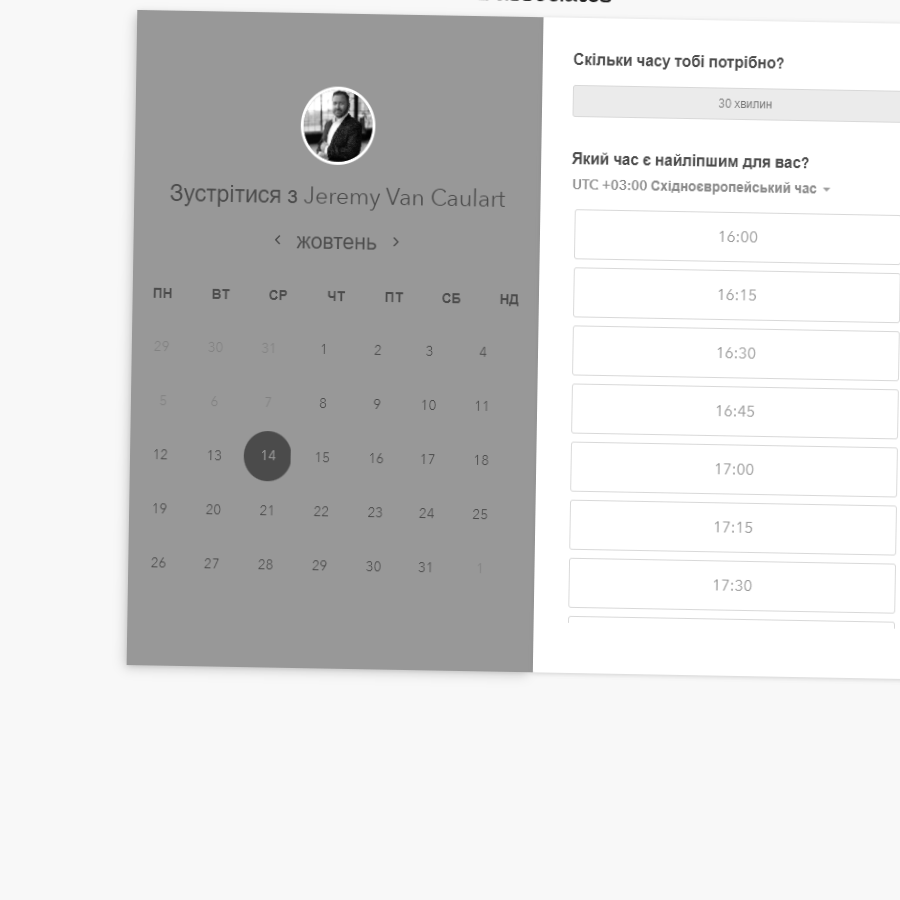 Зустрітися з Jeremy Van Caulart
‹ жовтень ›
ПН ВТ СР ЧТ ПТ СБ НД
29 30 31 1 2 3 4
5 6 7 8 9 10 11
12 13 14 15 16 17 18
19 20 21 22 23 24 25
26 27 28 29 30 31 1
Скільки часу тобі потрібно?
30 хвилин
Який час є найліпшим для вас?
UTC +03:00 Східноєвропейський час
16:00
16:15
16:30
16:45
17:00
17:15
17:30